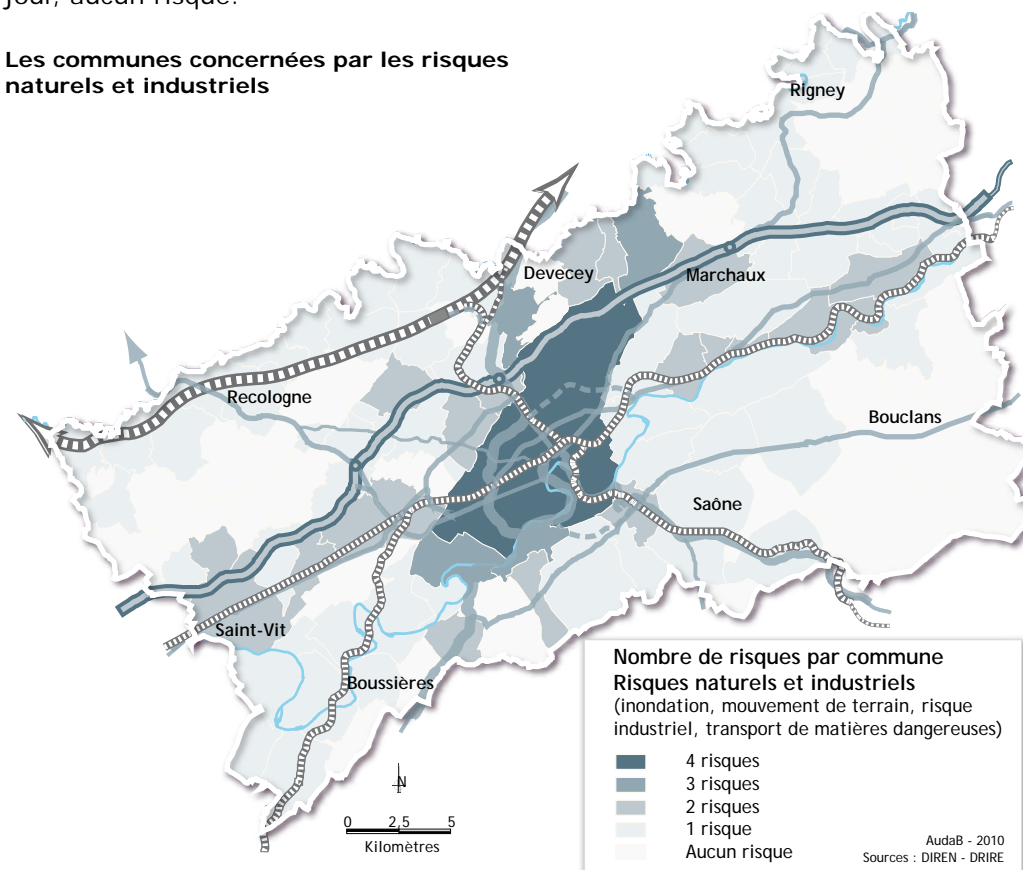 jour, aucun risque.
Les communes concernées par les risques
naturels et industriels
Rigney
Devecey
Marchaux
Recologne
Bouclans
Saône
Saint-Vit
Boussières
N
0 2,5 5
Kilomètres
Nombre de risques par commune
Risques naturels et industriels
(inondation, mouvement de terrain, risque
industriel, transport de matières dangereuses)
4 risques
3 risques
2 risques
1 risque
Aucun risque
AudaB - 2010
Sources : DIREN - DRIRE